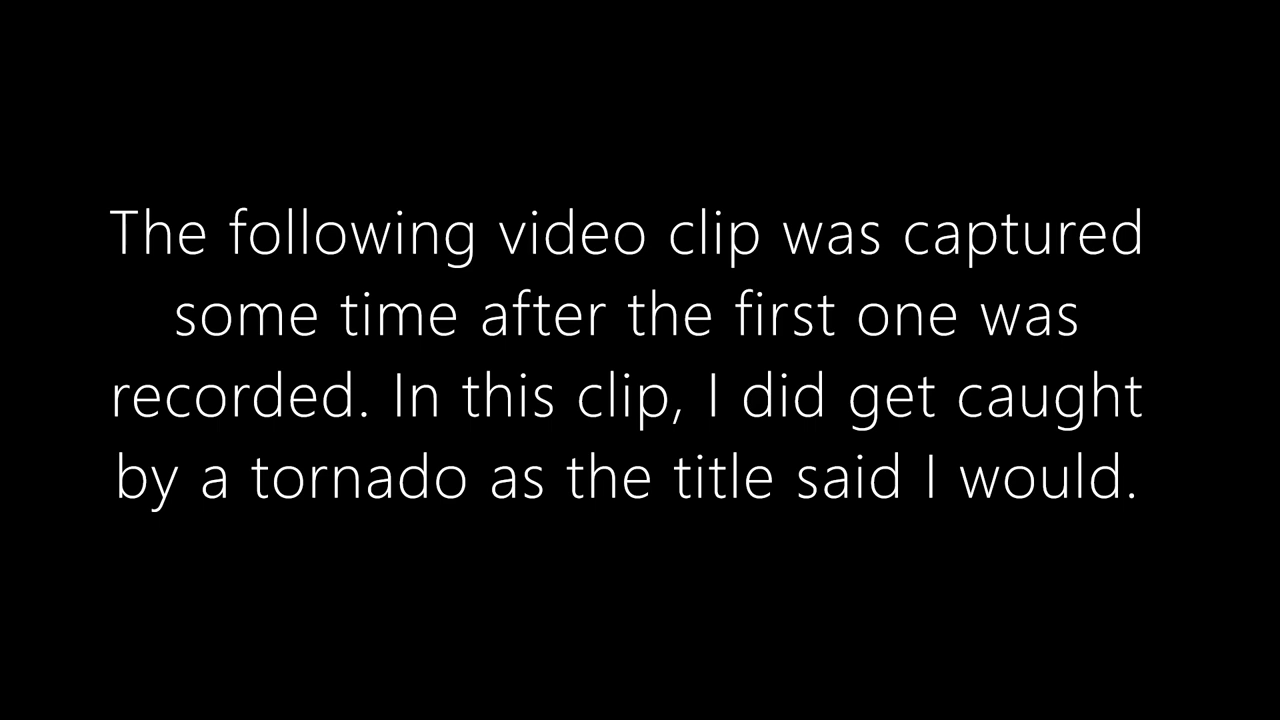 The following video clip was captured
some time after the first one was
recorded. In this clip, I did get caught
by a tornado as the title said I would.